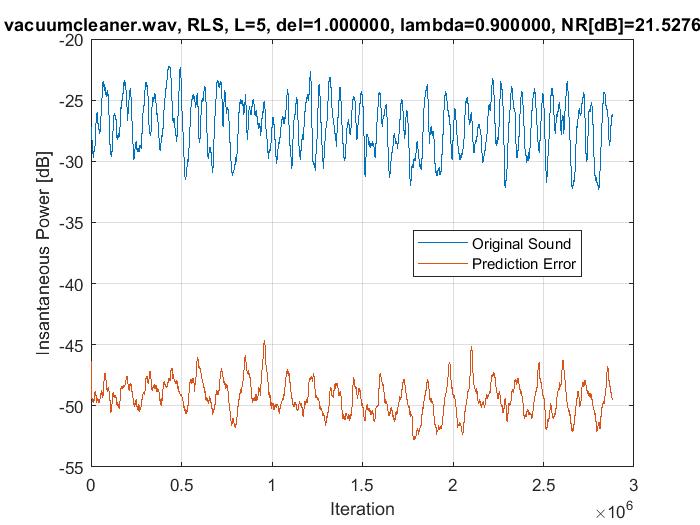 vacuumcleaner.wav, RLS, L=5, del=1.000000, lambda=0.900000, NR[dB]=21.5276
-20
-25
-30
-35
-40
-45
-50
-55
Insantaneous Power [dB]
Original Sound
Prediction Error
0 0.5 1 1.5 2 2.5 3
Iteration
×10^6